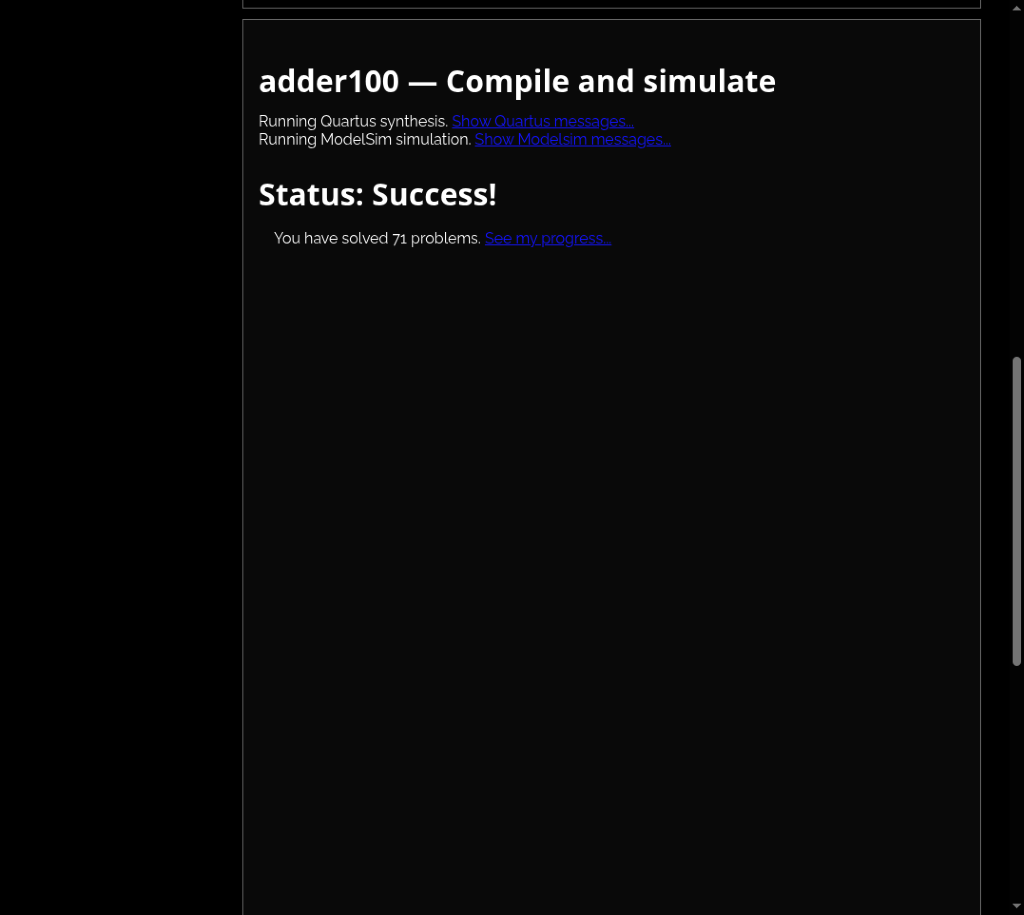 adder100 — Compile and simulate
Running Quartus synthesis. Show Quartus messages...
Running ModelSim simulation. Show Modelsim messages...
Status: Success!
You have solved 71 problems. See my progress...